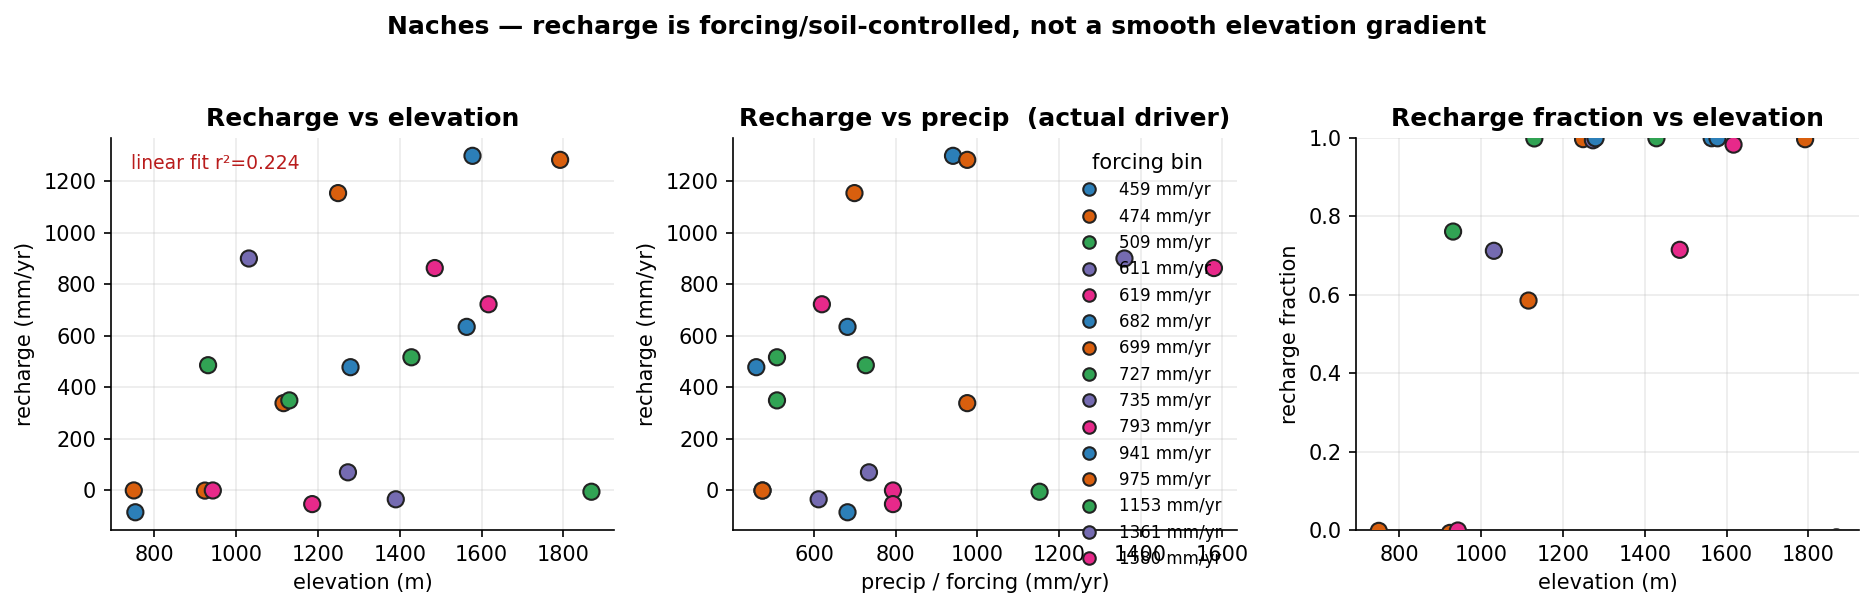 Naches — recharge is forcing/soil-controlled, not a smooth elevation gradient
Recharge vs elevation
linear fit r²=0.224
recharge (mm/yr)
1200
1000
800
600
400
200
0
800 1000 1200 1400 1600 1800
elevation (m)
Recharge vs precip (actual driver)
recharge (mm/yr)
1200
1000
800
600
400
200
0
600 800 1000 1200 1400 1600
precip / forcing (mm/yr)
forcing bin
459 mm/yr
474 mm/yr
509 mm/yr
611 mm/yr
619 mm/yr
682 mm/yr
699 mm/yr
727 mm/yr
735 mm/yr
793 mm/yr
941 mm/yr
975 mm/yr
1153 mm/yr
1361 mm/yr
1580 mm/yr
Recharge fraction vs elevation
recharge fraction
1.0
0.8
0.6
0.4
0.2
0.0
800 1000 1200 1400 1600 1800
elevation (m)